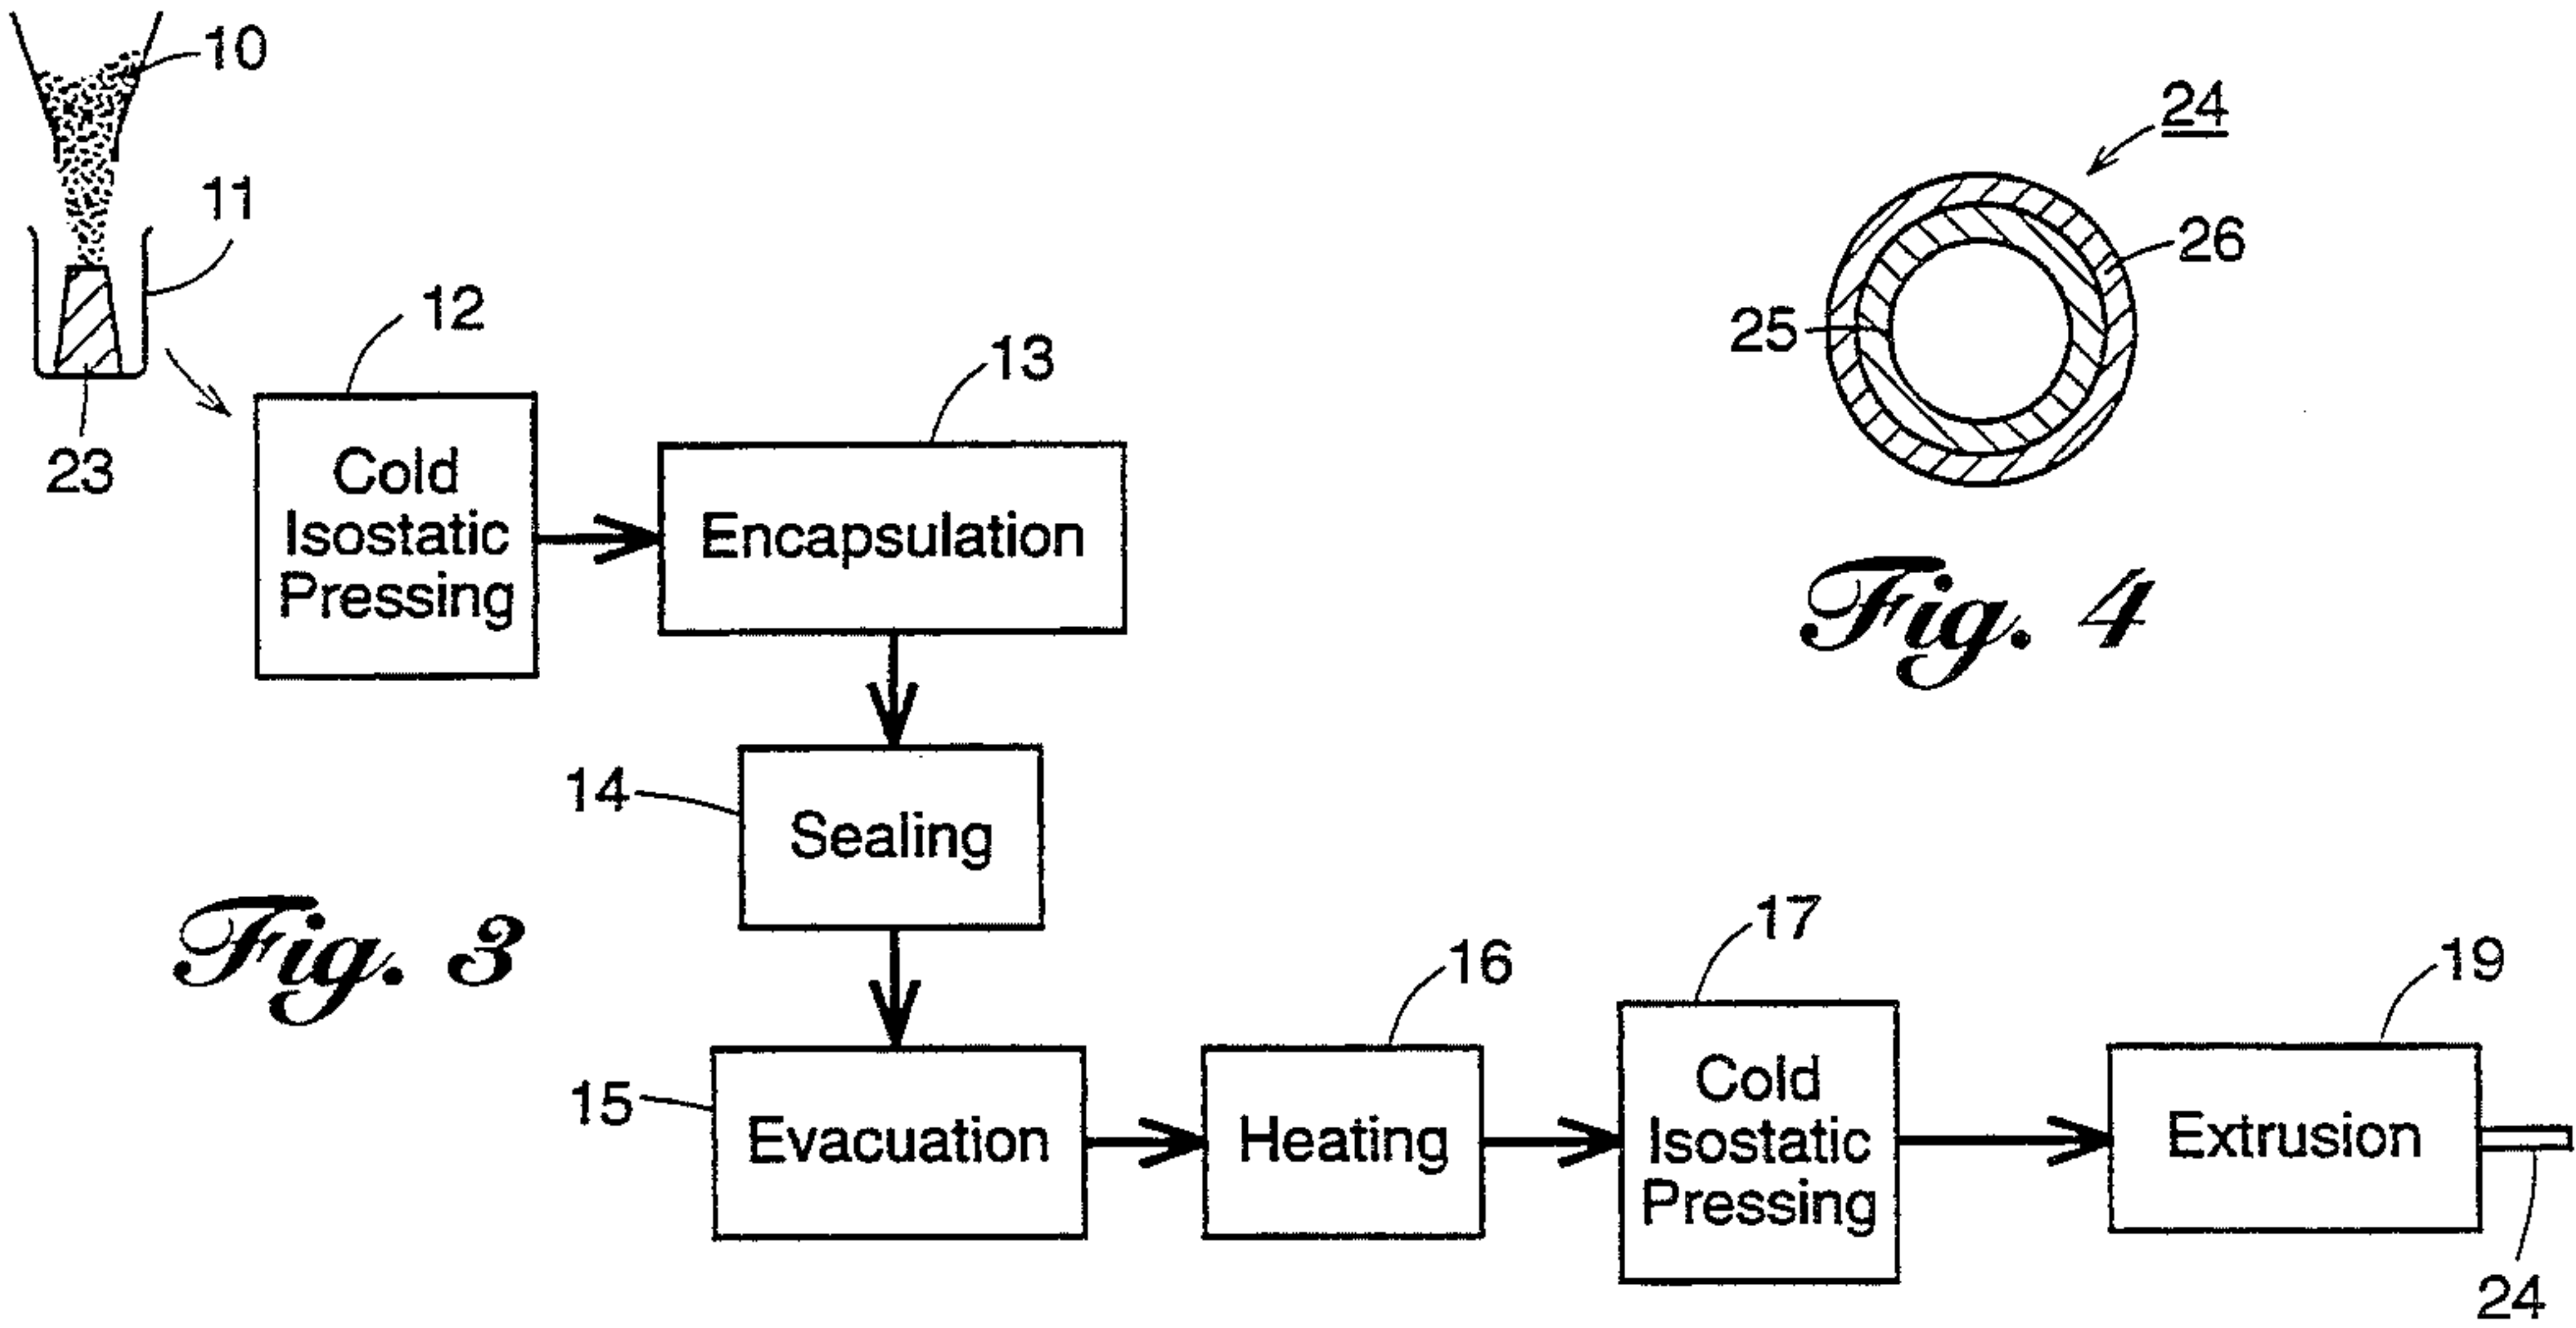 10
11
23
12
Cold
Isostatic
Pressing
13
Encapsulation
14
Sealing
15
Evacuation
16
Heating
17
Cold
Isostatic
Pressing
19
Extrusion
24
Fig. 3
24
26
25
Fig. 4